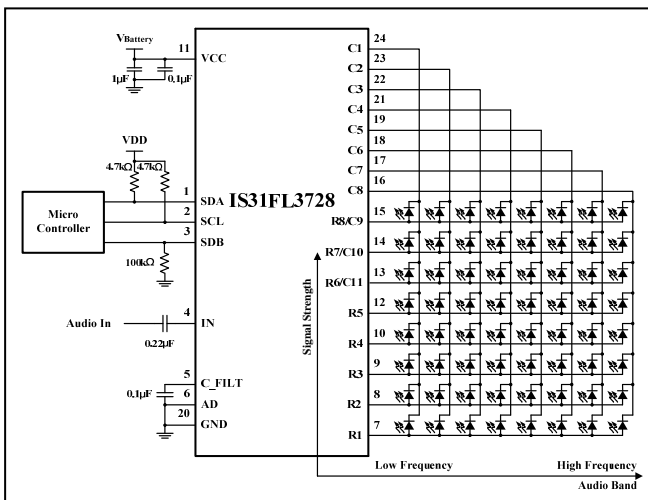 VBattery
11
VCC
1μF
0.1μF
VDD
4.7kΩ 4.7kΩ
Micro
Controller
1
SDA
2
SCL
3
SDB
100kΩ
IS31FL3728
Audio In
4
IN
0.22μF
5
C_FILT
0.1μF
6
AD
20
GND
24
C1
23
C2
22
C3
21
C4
19
C5
18
C6
17
C7
16
C8
15
R8/C9
14
R7/C10
13
R6/C11
12
R5
10
R4
9
R3
8
R2
7
R1
Signal Strength
Low Frequency
High Frequency
Audio Band